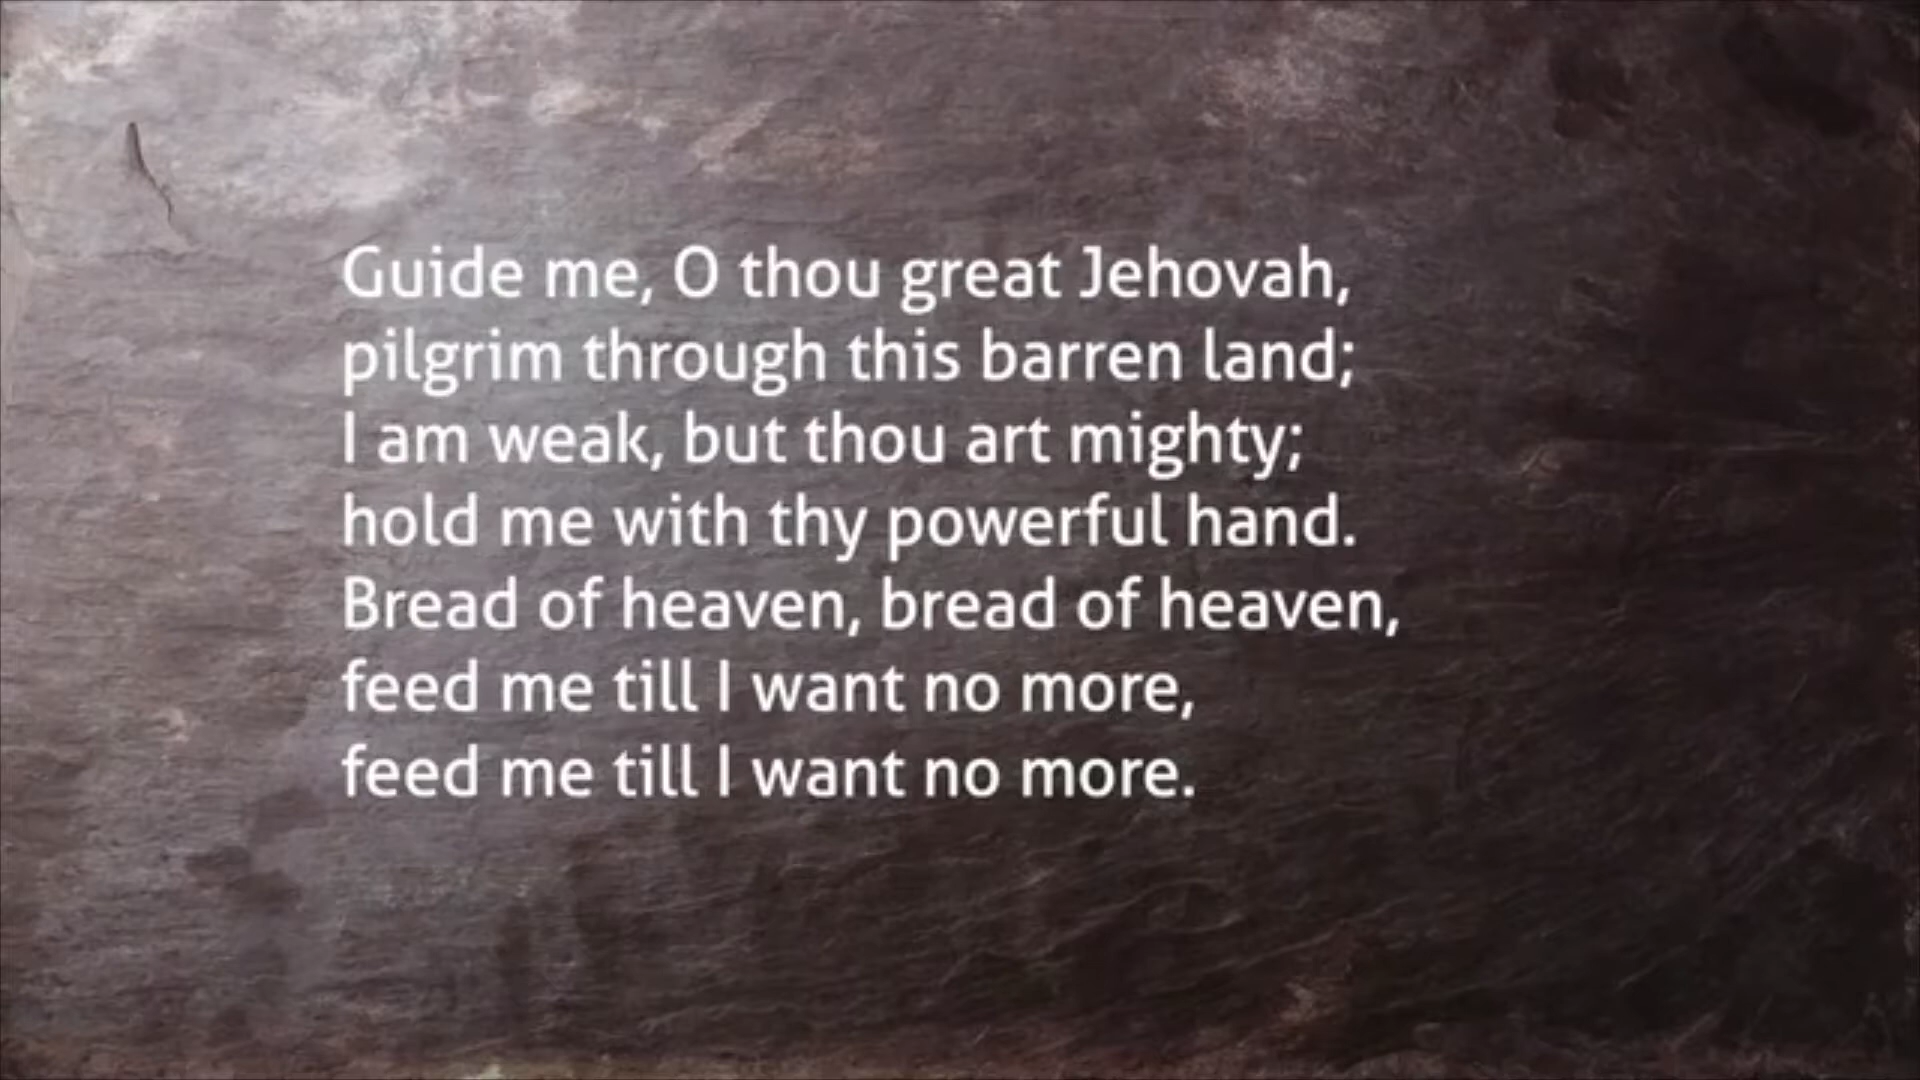 Guide me, O thou great Jehovah,
pilgrim through this barren land;
I am weak, but thou art mighty;
hold me with thy powerful hand.
Bread of heaven, bread of heaven,
feed me till I want no more,
feed me till I want no more.